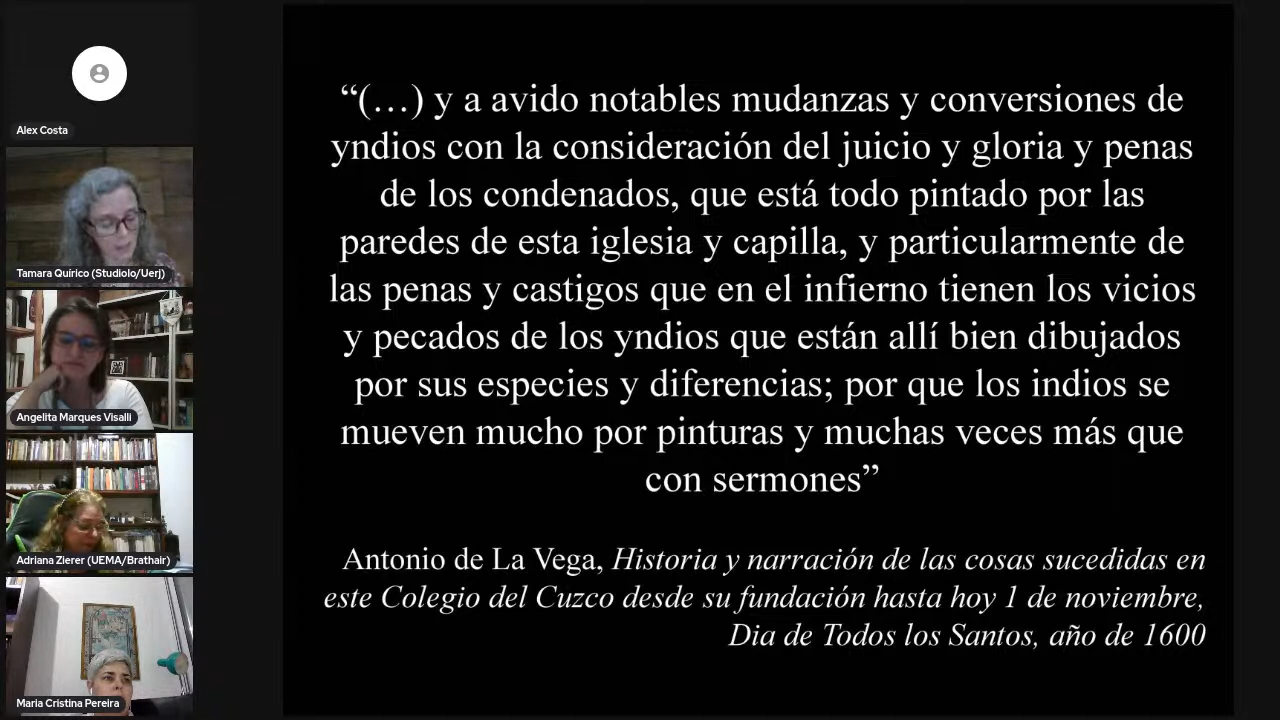 Alex Costa
Tamara Quírico (Studiolo/Uerj)
Angelita Marques Visalli
Adriana Zierer (UEMA/Brathair)
Maria Cristina Pereira
“(…) y a avido notables mudanzas y conversiones de
yndios con la consideración del juicio y gloria y penas
de los condenados, que está todo pintado por las
paredes de esta iglesia y capilla, y particularmente de
las penas y castigos que en el infierno tienen los vicios
y pecados de los yndios que están allí bien dibujados
por sus especies y diferencias; por que los indios se
mueven mucho por pinturas y muchas veces más que
con sermones”
Antonio de La Vega, Historia y narración de las cosas sucedidas en
este Colegio del Cuzco desde su fundación hasta hoy 1 de noviembre,
Dia de Todos los Santos, año de 1600